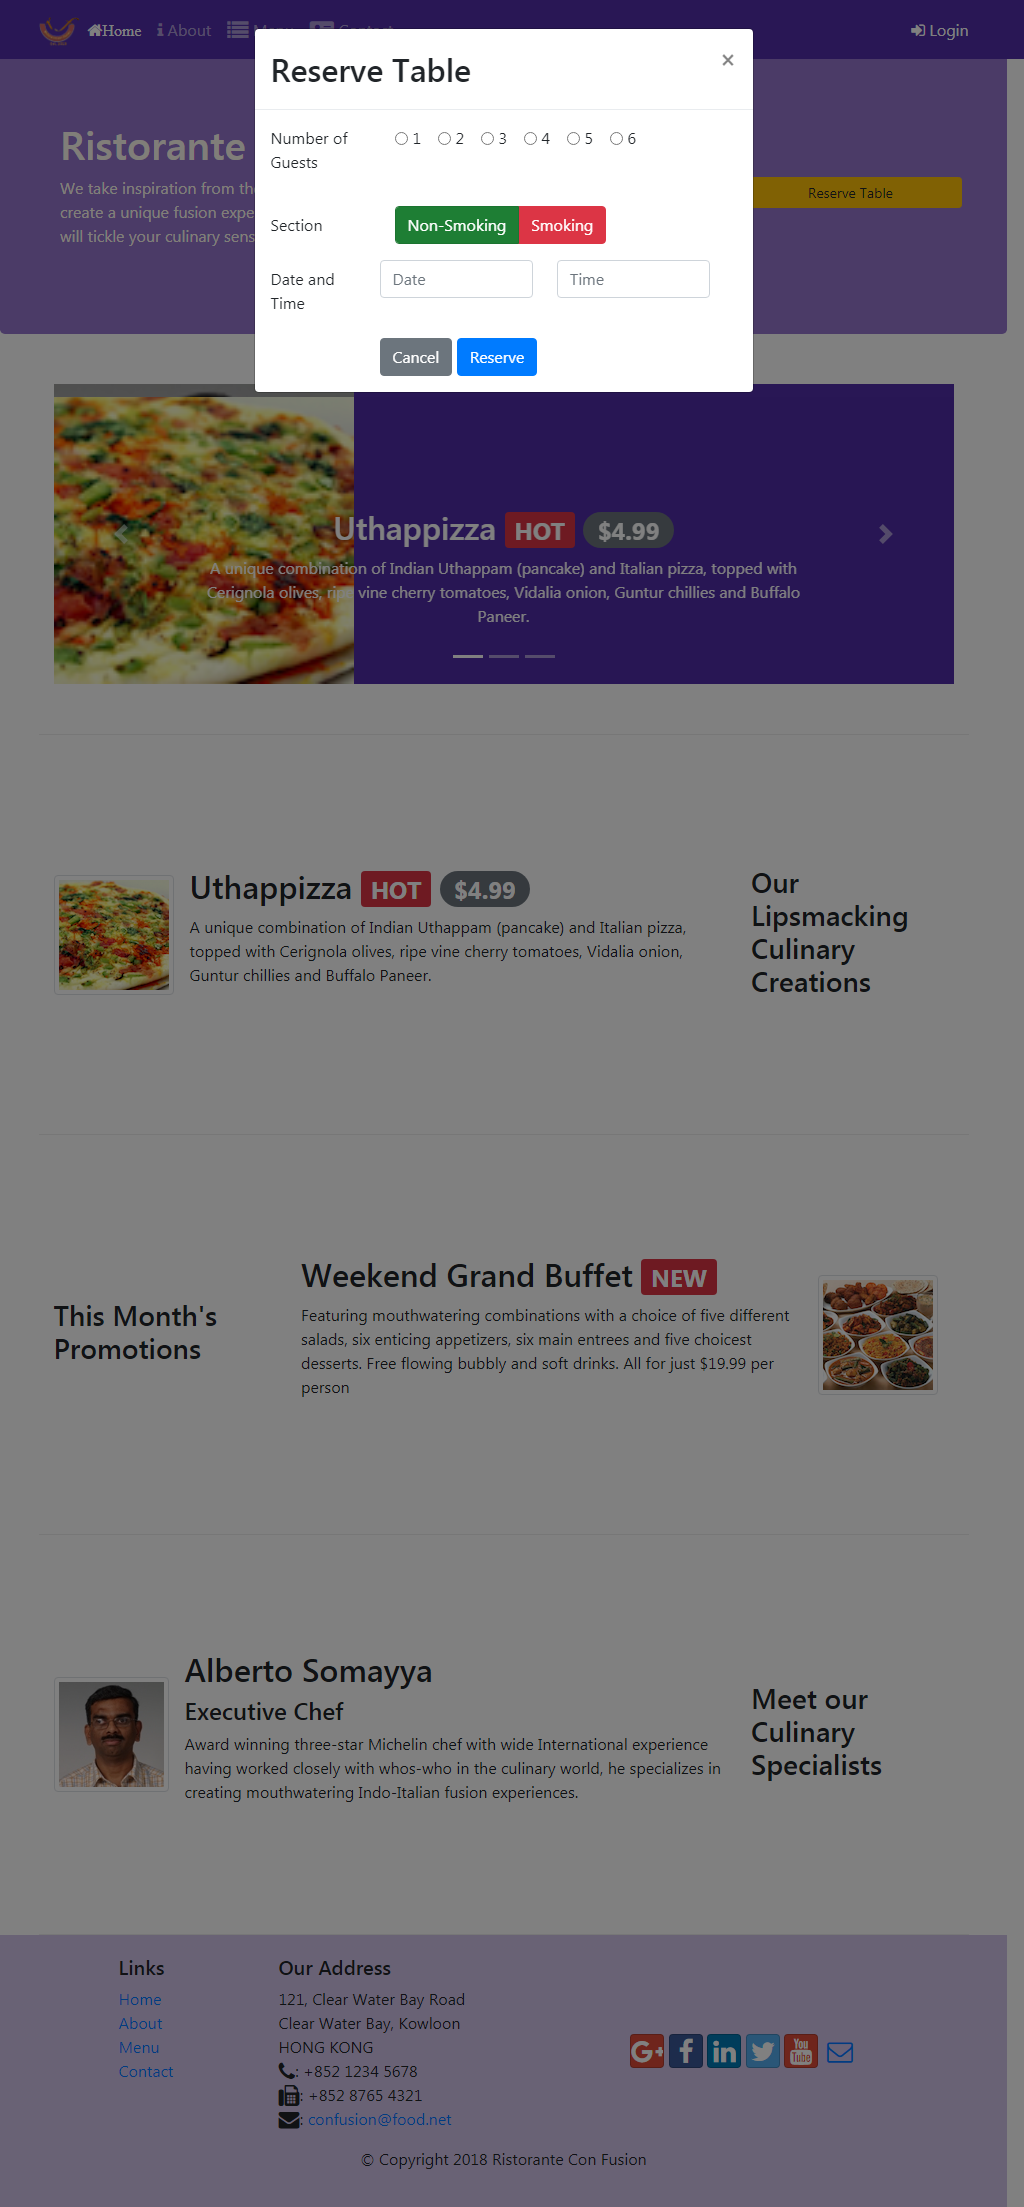 Home About Contact Login
Reserve Table ×
Number of
Guests
1 2 3 4 5 6
Section Non-Smoking Smoking
Date and
Time
Date Time
Cancel Reserve
Ristorante
We take inspiration from
create a unique fusion
will tickle your culinary
Reserve Table
Uthappizza HOT $4.99
A unique combination of Indian Uthappam (pancake) and Italian pizza, topped with
Cerignola olives, ripe vine cherry tomatoes, Vidalia onion, Guntur chillies and Buffalo
Paneer.
Uthappizza HOT $4.99
A unique combination of Indian Uthappam (pancake) and Italian pizza,
topped with Cerignola olives, ripe vine cherry tomatoes, Vidalia onion,
Guntur chillies and Buffalo Paneer.
Our
Lipsmacking
Culinary
Creations
This Month's
Promotions
Weekend Grand Buffet NEW
Featuring mouthwatering combinations with a choice of five different
salads, six enticing appetizers, six main entrees and five choicest
desserts. Free flowing bubbly and soft drinks. All for just $19.99 per
person
Alberto Somayya
Executive Chef
Award winning three-star Michelin chef with wide International experience
having worked closely with whos-who in the culinary world, he specializes in
creating mouthwatering Indo-Italian fusion experiences.
Meet our
Culinary
Specialists
Links
Home
About
Menu
Contact
Our Address
121, Clear Water Bay Road
Clear Water Bay, Kowloon
HONG KONG
: +852 1234 5678
: +852 8765 4321
: confusion@food.net
You
Tube
© Copyright 2018 Ristorante Con Fusion